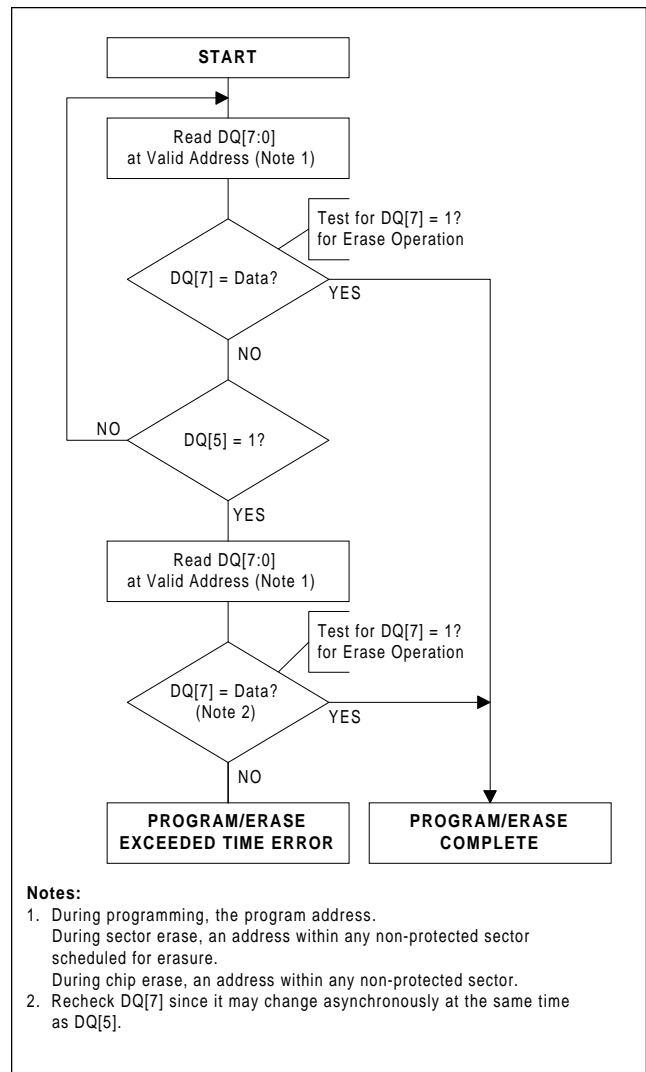 START
Read DQ[7:0]
at Valid Address (Note 1)
Test for DQ[7] = 1?
for Erase Operation
DQ[7] = Data?
YES
NO
NO
DQ[5] = 1?
YES
Read DQ[7:0]
at Valid Address (Note 1)
Test for DQ[7] = 1?
for Erase Operation
DQ[7] = Data?
(Note 2)
YES
NO
PROGRAM/ERASE
EXCEEDED TIME ERROR
PROGRAM/ERASE
COMPLETE
Notes:
1. During programming, the program address.
During sector erase, an address within any non-protected sector
scheduled for erasure.
During chip erase, an address within any non-protected sector.
2. Recheck DQ[7] since it may change asynchronously at the same time
as DQ[5].